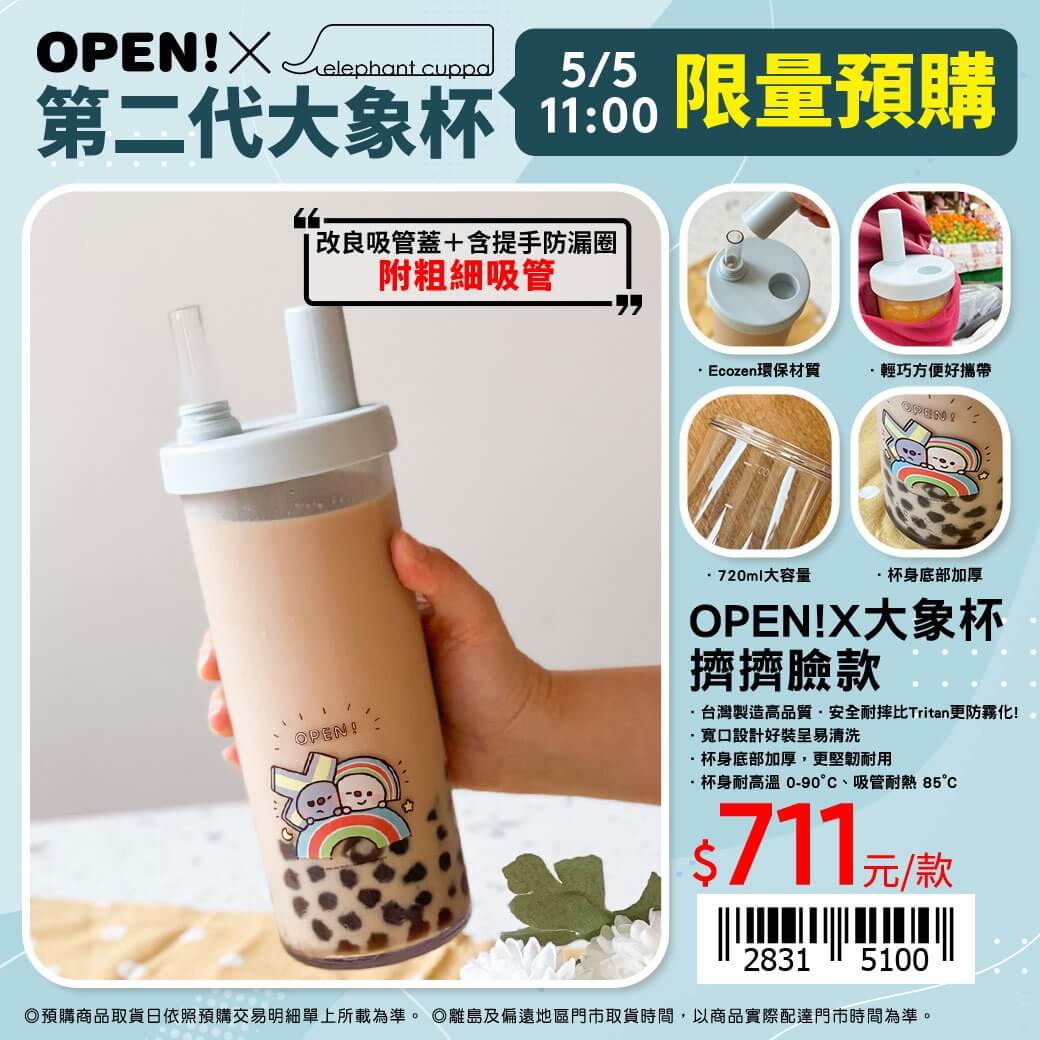 OPEN!X elephant cuppa
第二代大象杯
5/5
11:00
限量預購
改良吸管蓋＋含提手防漏圈
附粗細吸管
．Ecozen環保材質
．輕巧方便好攜帶
．720ml大容量
．杯身底部加厚
OPEN!
OPEN!
OPEN!X大象杯
擠擠臉款
．台灣製造高品質．安全耐摔比Tritan更防霧化!
．寬口設計好裝呈易清洗
．杯身底部加厚，更堅韌耐用
．杯身耐高溫 0-90°C、吸管耐熱 85°C
$711元/款
2831 5100
◎預購商品取貨日依照預購交易明細單上所載為準。 ◎離島及偏遠地區門市取貨時間，以商品實際配達門市時間為準。